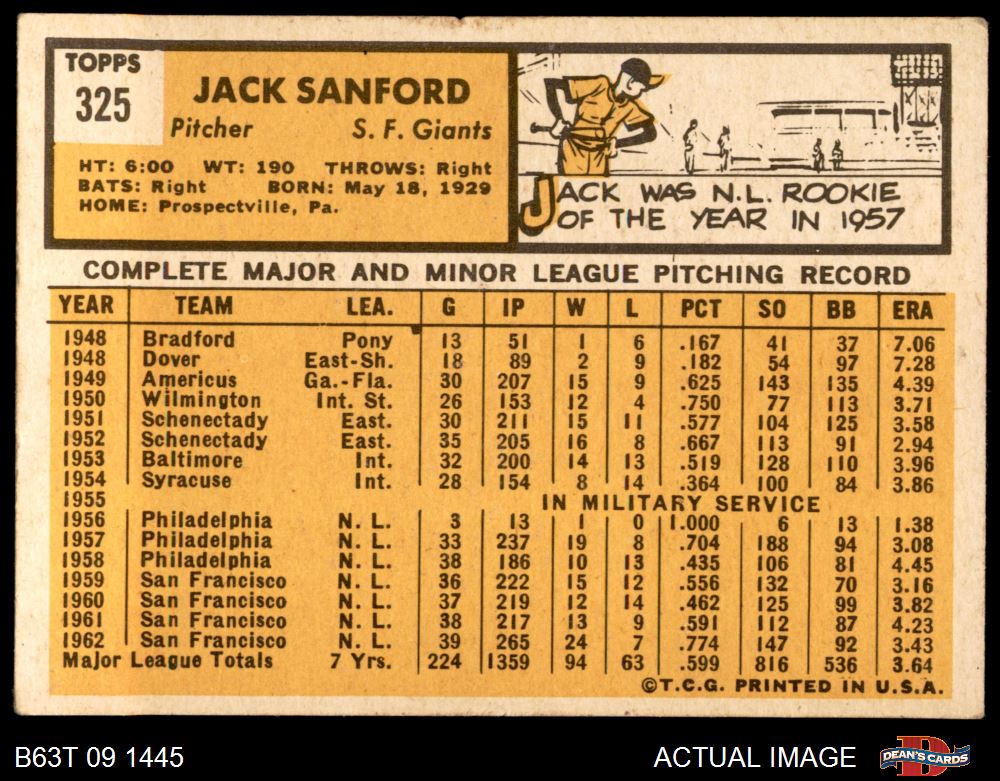 TOPPS
325
JACK SANFORD
Pitcher S. F. Giants
HT: 6:00 WT: 190 THROWS: Right
BATS: Right BORN: May 18, 1929
HOME: Prospectville, Pa.
JACK WAS N.L. ROOKIE
OF THE YEAR IN 1957
COMPLETE MAJOR AND MINOR LEAGUE PITCHING RECORD
YEAR TEAM LEA. G IP W L PCT SO BB ERA
1948 Bradford Pony 13 51 1 6 .167 41 37 7.06
1948 Dover East-Sh. 18 89 2 9 .182 54 97 7.28
1949 Americus Ga.-Fla. 30 207 15 9 .625 143 135 4.39
1950 Wilmington Int. St. 26 153 12 4 .750 77 113 3.71
1951 Schenectady East. 30 211 15 11 .577 104 125 3.58
1952 Schenectady East. 35 205 16 8 .667 113 91 2.94
1953 Baltimore Int. 32 200 14 13 .519 128 110 3.96
1954 Syracuse Int. 28 154 8 14 .364 100 84 3.86
1955 IN MILITARY SERVICE
1956 Philadelphia N. L. 3 13 1 0 1.000 6 13 1.38
1957 Philadelphia N. L. 33 237 19 8 .704 188 94 3.08
1958 Philadelphia N. L. 38 186 10 13 .435 106 81 4.45
1959 San Francisco N. L. 36 222 15 12 .556 132 70 3.16
1960 San Francisco N. L. 37 219 12 14 .462 125 99 3.82
1961 San Francisco N. L. 38 217 13 9 .591 112 87 4.23
1962 San Francisco N. L. 39 265 24 7 .774 147 92 3.43
Major League Totals 7 Yrs. 224 1359 94 63 .599 816 536 3.64
©T.C.G. PRINTED IN U.S.A.
B63T 09 1445 ACTUAL IMAGE DEAN'S CARDS